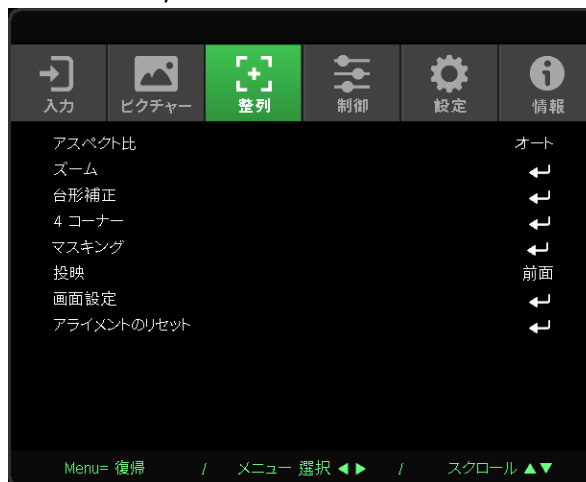 入力 ピクチャー 整列 制御 設定 情報
アスペクト比 オート
ズーム
台形補正
4 コーナー
マスキング
投映 前面
画面設定
アライメントのリセット
Menu= 復帰 / メニュー 選択 ◀ ▶ / スクロール ▲▼